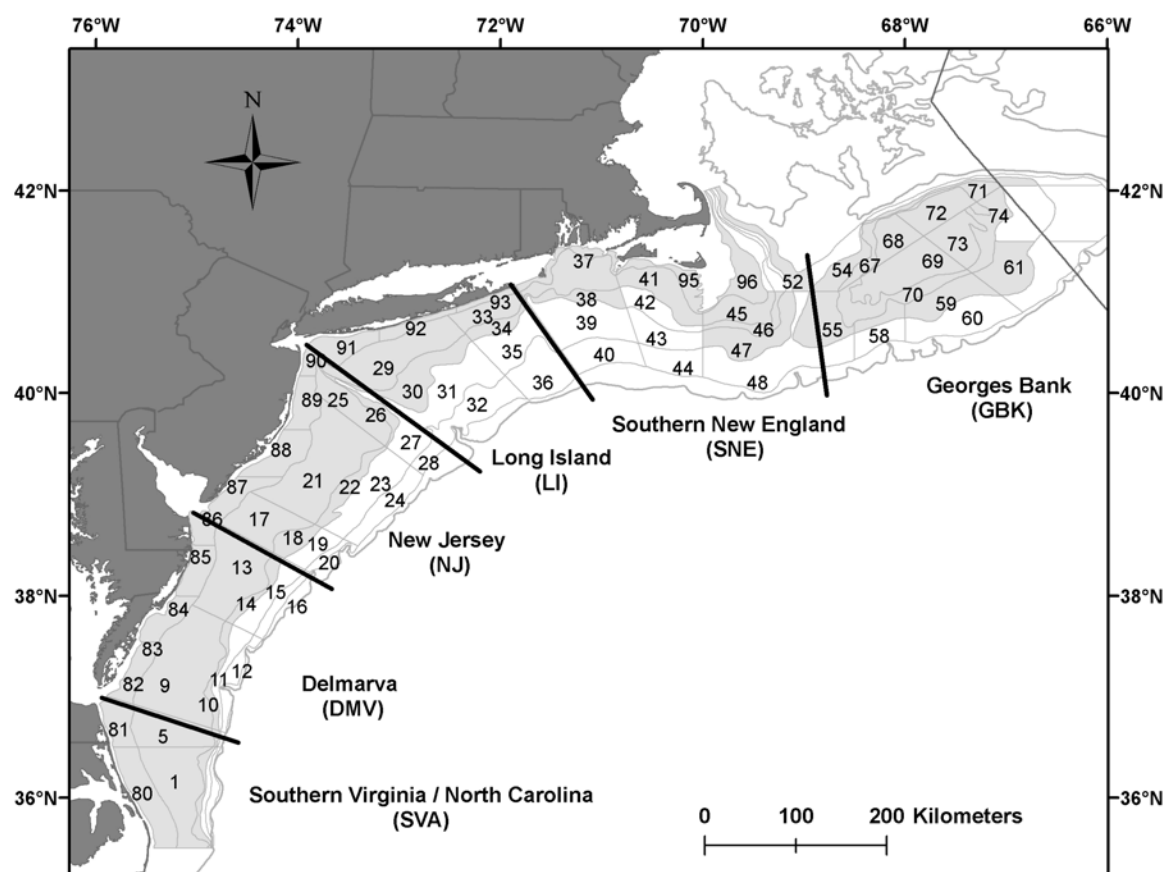 76°W 74°W 72°W 70°W 68°W 66°W
N
42°N 42°N
71
72 74
68 73
37 54 67 69 61
41 95 96 52
93 38 42 70 59
33 34 39 45 46 55 60
92 43 58
91 35 40 47
90 29 44
30 31 36 48
40°N 40°N
89 25 26 32
Georges Bank
(GBK)
Southern New England
(SNE)
88 27
28
Long Island
(LI)
87 21 22 23
24
86 17
18 19
New Jersey
(NJ)
85 13 20
15
38°N 38°N
84 14 16
83
82 9 11 12
Delmarva
(DMV)
10
81 5
1
80
36°N 36°N
Southern Virginia / North Carolina
(SVA)
0 100 200 Kilometers